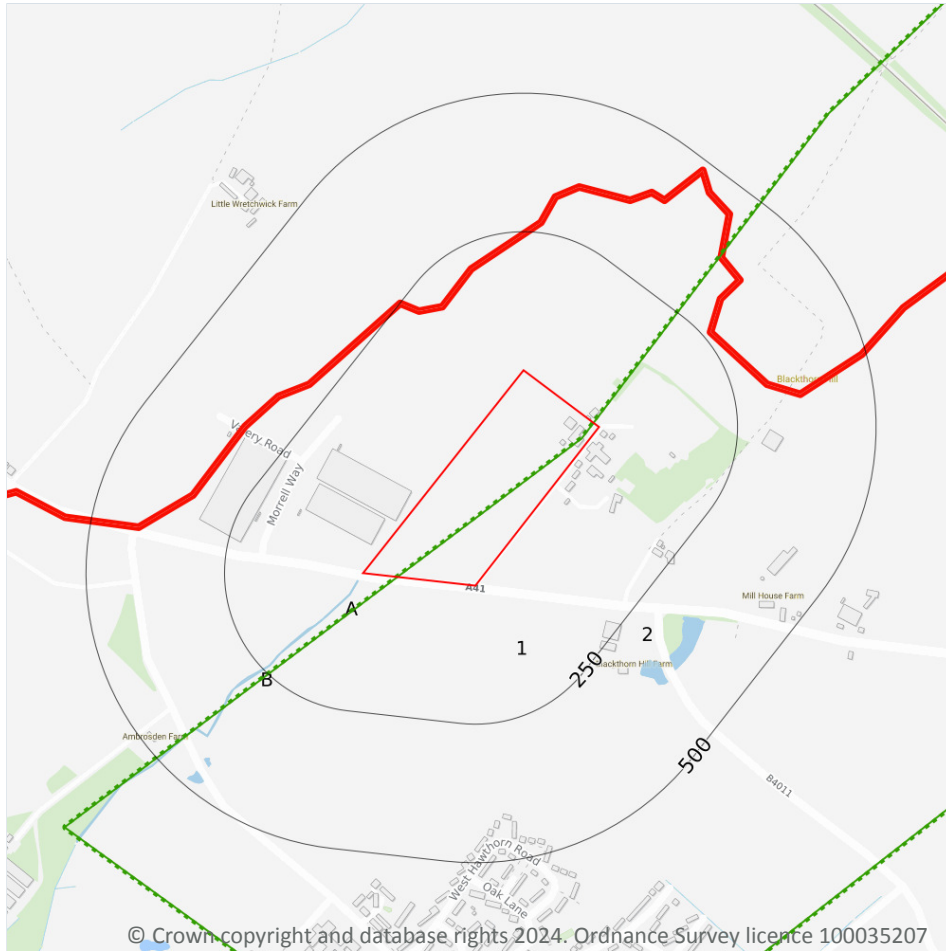 Little Wretchwick Farm
Blackthorn Hill
Vellery Road
Morrell Way
A41
A
1
2
Mill House Farm
250
Blackthorn Hill Farm
B
Ambrosden Farm
500
B4011
West Hawthorn Road
Oak Lane
© Crown copyright and database rights 2024. Ordnance Survey licence 100035207